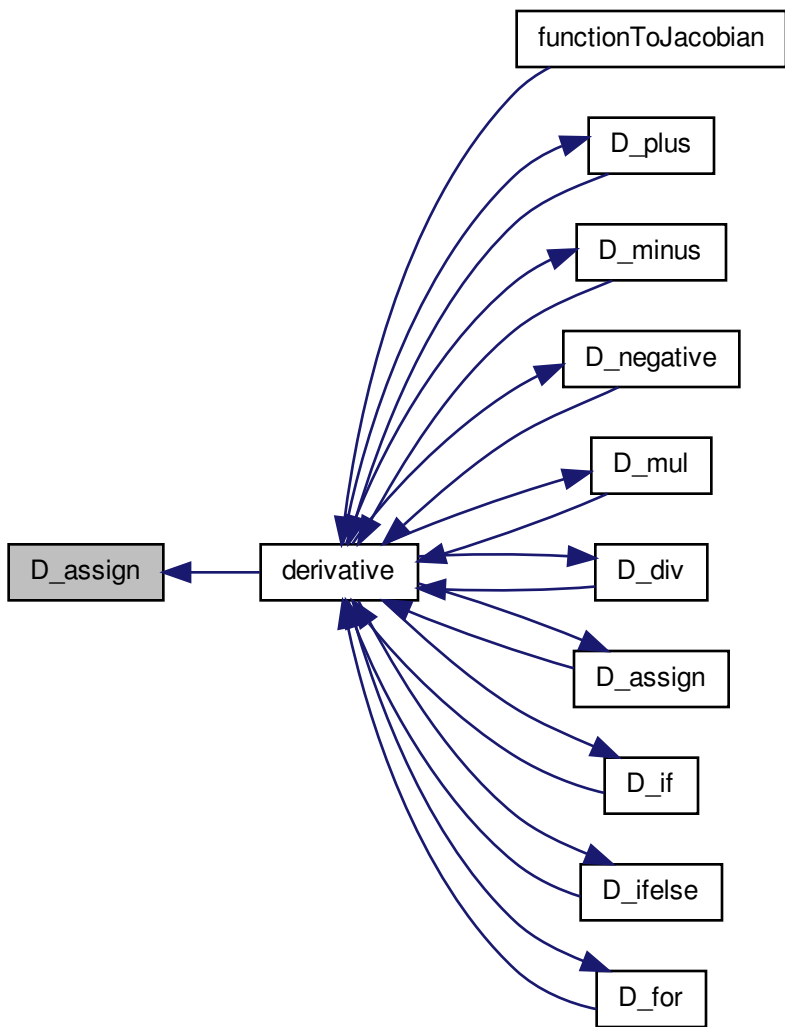 functionToJacobian
D_plus
D_minus
D_negative
D_mul
D_assign
derivative
D_div
D_assign
D_if
D_ifelse
D_for